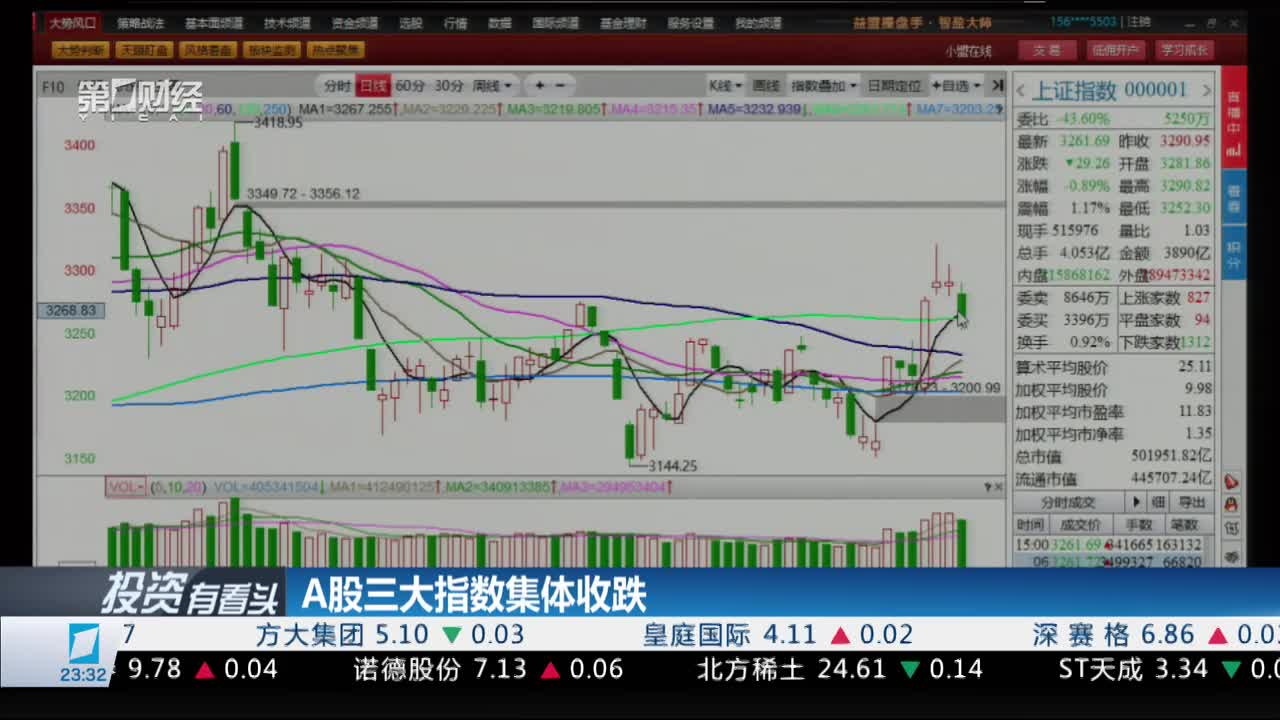 大势风口 策略战法 基本面频道 技术频道 资金频道 选股 行情 数据 国际频道 基金理财 服务设置 我的频道 益盟操盘手·智盈大师 156****5503 | 注销
大势判断 天玑盯盘 风格看盘 板块监测 热点聚焦 小盟在线 交易 低佣开户 学习成长
F10 分时 日线 60分 30分 周线 K线 画线 指数叠加 日期定位 +自选
第一财经
YICAI
60, 250) MA1=3267.255↑ MA2=3229.225↑ MA3=3219.805↑ MA4=3215.35↑ MA5=3232.939↓ MA7=3203.25
3418.95
3400
3349.72 - 3356.12
3350
3300
3268.83
3250
3200
3200.99
3150
3144.25
VOL (5,10,20) VOL=405341504↓ MA1=412490125↑ MA2=340913385↑ MA3=294953404↑
上证指数 000001
委比 -43.60% 5250万
最新 3261.69 昨收 3290.95
涨跌 ▼29.26 开盘 3281.86
涨幅 -0.89% 最高 3290.82
震幅 1.17% 最低 3252.30
现手 515976 量比 1.03
总手 4.053亿 金额 3890亿
内盘 15868162 外盘 89473342
委卖 8646万 上涨家数 827
委买 3396万 平盘家数 94
换手 0.92% 下跌家数 1312
算术平均股价 25.11
加权平均股价 9.98
加权平均市盈率 11.83
加权平均市净率 1.35
总市值 501951.82亿
流通市值 445707.24亿
分时成交 细 导出
时间 成交价 手数 笔数
15:00 3261.69 341665 163132
直播中
看盘
积分
投资有看头 A股三大指数集体收跌
7 方大集团 5.10 ▼ 0.03 皇庭国际 4.11 ▲ 0.02 深赛格 6.86 ▲ 0.0
23:32 9.78 ▲ 0.04 诺德股份 7.13 ▲ 0.06 北方稀土 24.61 ▼ 0.14 ST天成 3.34 ▼ 0.0